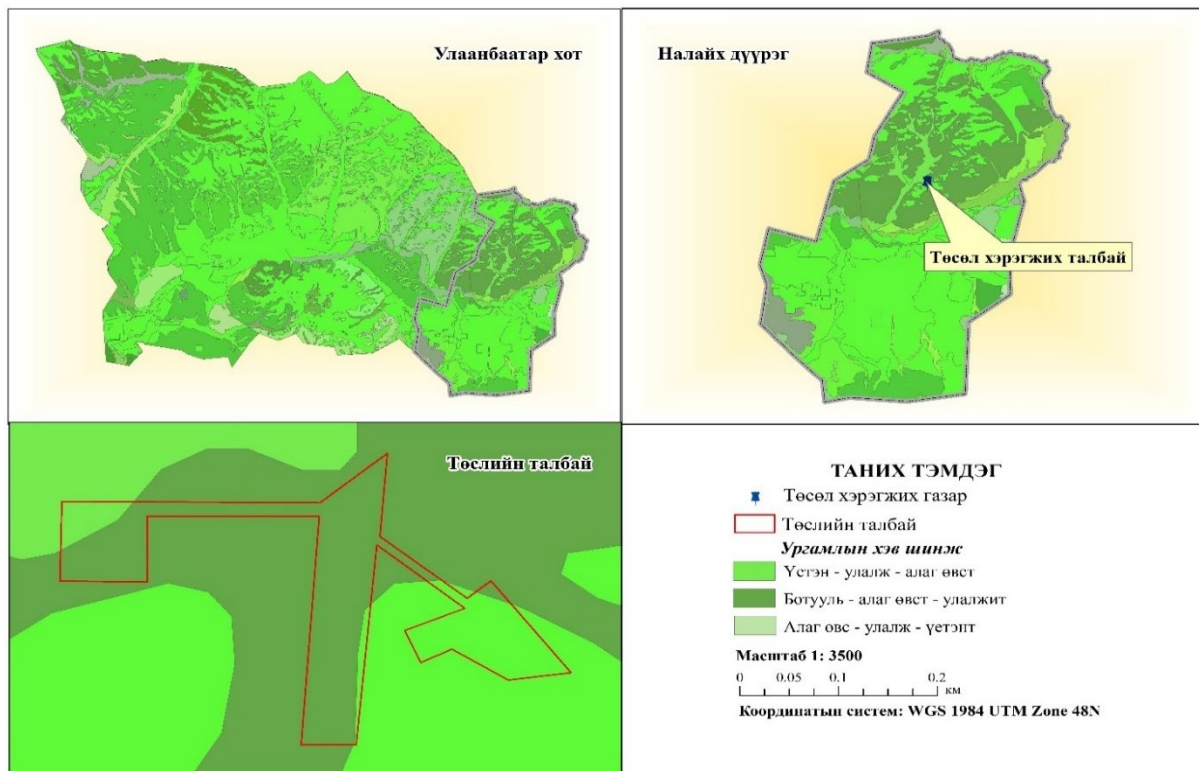 Улаанбаатар хот
Налайх дүүрэг
Төсөл хэрэгжих талбай
Төслийн талбай
ТАНИХ ТЭМДЭГ
Төсөл хэрэгжих газар
Төслийн талбай
Ургамлын хэв шинж
Үстэн - улалж - алаг өвст
Ботууль - алаг өвст - улалжит
Алаг өвс - улалж - үетэнт
Масштаб 1: 3500
0 0.05 0.1 0.2
км
Координатын систем: WGS 1984 UTM Zone 48N